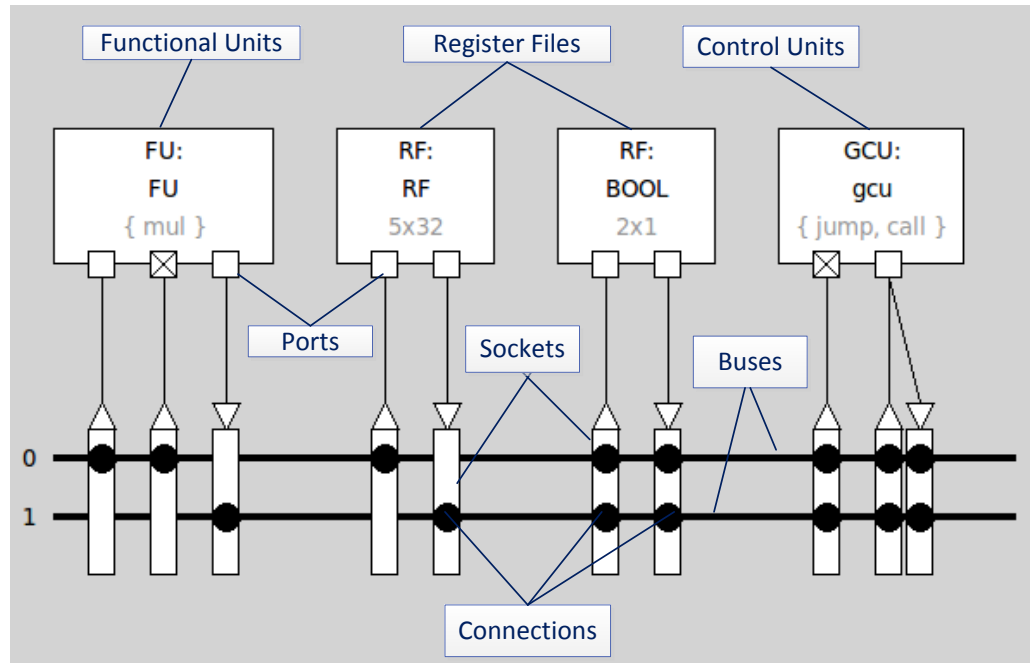 Functional Units
Register Files
Control Units
FU:
FU
{ mul }
RF:
RF
5x32
RF:
BOOL
2x1
GCU:
gcu
{ jump, call }
Ports
Sockets
Buses
0
1
Connections